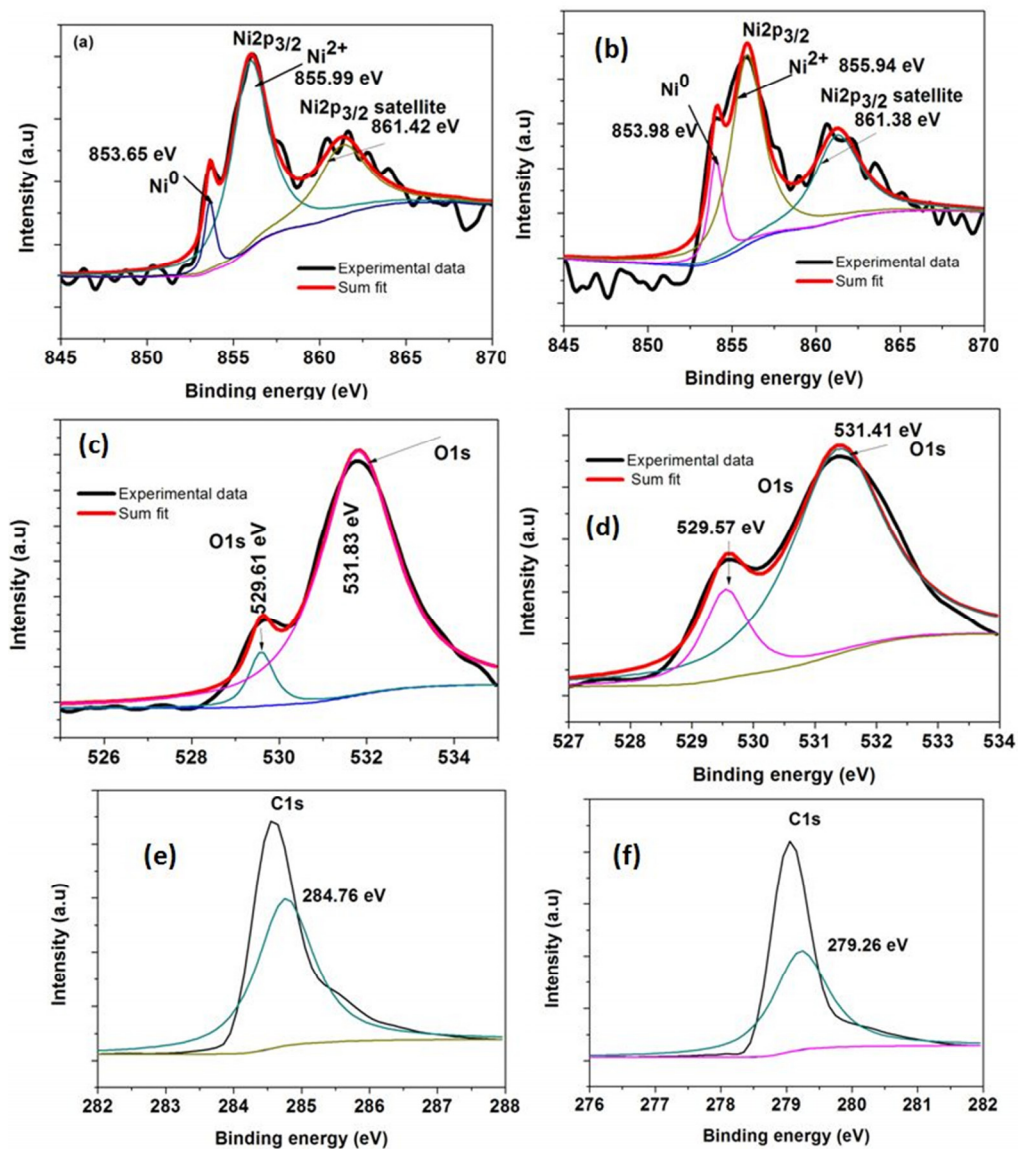 (a)
Ni2p3/2
Ni2+
855.99 eV
Ni2p3/2 satellite
861.42 eV
853.65 eV
Ni0
Experimental data
Sum fit
Intensity (a.u)
845 850 855 860 865 870
Binding energy (eV)
(b)
Ni2p3/2
Ni2+ 855.94 eV
Ni0
Ni2p3/2 satellite
861.38 eV
853.98 eV
Experimental data
Sum fit
Intensity (a.u)
845 850 855 860 865 870
Binding energy (eV)
(c)
O1s
Experimental data
Sum fit
O1s
529.61 eV
531.83 eV
Intensity (a.u)
526 528 530 532 534
Binding energy (eV)
531.41 eV
O1s
Experimental data
Sum fit
O1s
(d)
529.57 eV
Intensity (a.u)
527 528 529 530 531 532 533 534
Binding energy (eV)
C1s
(e)
284.76 eV
Intensity (a.u)
282 283 284 285 286 287 288
Binding energy (eV)
C1s
(f)
279.26 eV
Intensity (a.u)
276 277 278 279 280 281 282
Binding energy (eV)